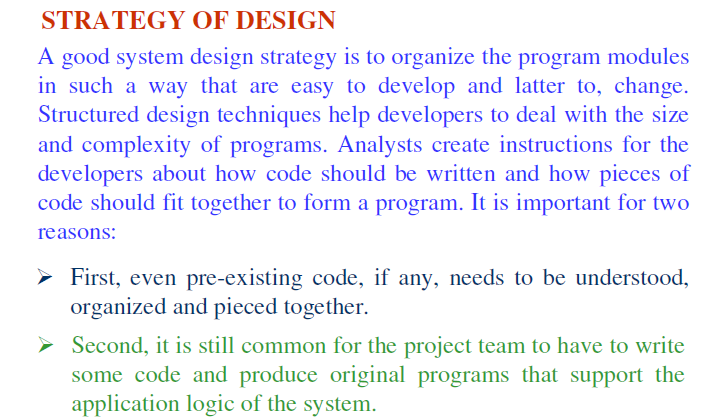 STRATEGY OF DESIGN
A good system design strategy is to organize the program modules
in such a way that are easy to develop and latter to, change.
Structured design techniques help developers to deal with the size
and complexity of programs. Analysts create instructions for the
developers about how code should be written and how pieces of
code should fit together to form a program. It is important for two
reasons:
➢ First, even pre-existing code, if any, needs to be understood,
organized and pieced together.
➢ Second, it is still common for the project team to have to write
some code and produce original programs that support the
application logic of the system.